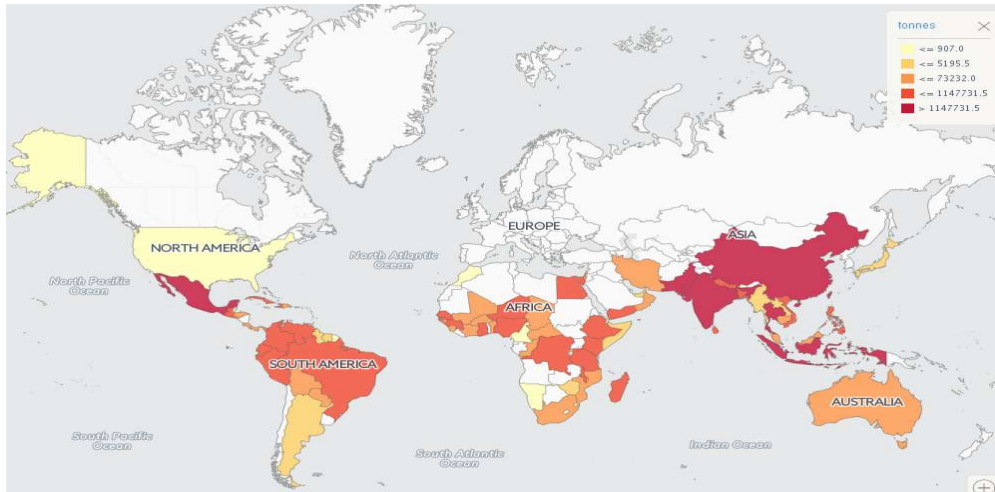 tonnes
<= 907.0
<= 5195.5
<= 73232.0
<= 1147731.5
> 1147731.5
EUROPE
ASIA
NORTH AMERICA
North Atlantic
Ocean
North Pacific
Ocean
AFRICA
SOUTH AMERICA
AUSTRALIA
South Pacific
Ocean
South Atlantic
Ocean
Indian Ocean